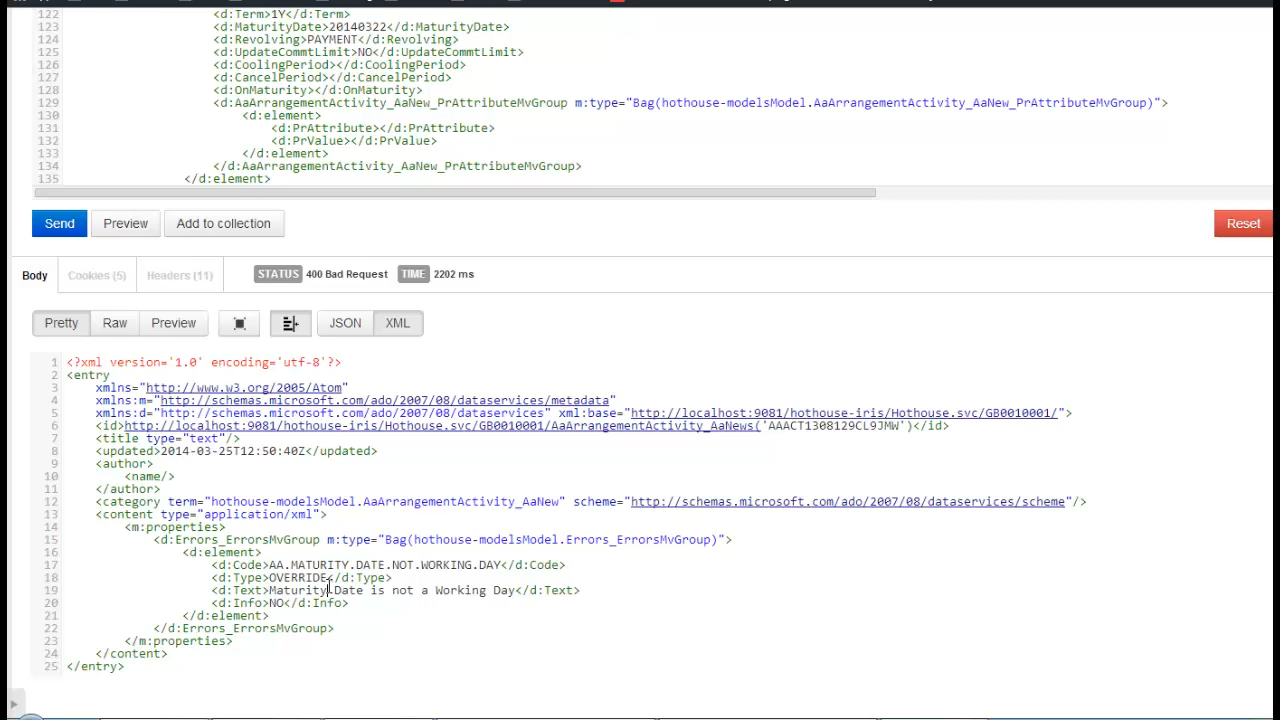 122 <d:Term>1Y</d:Term>
123 <d:MaturityDate>20140322</d:MaturityDate>
124 <d:Revolving>PAYMENT</d:Revolving>
125 <d:UpdateCommtLimit>NO</d:UpdateCommtLimit>
126 <d:CoolingPeriod></d:CoolingPeriod>
127 <d:CancelPeriod></d:CancelPeriod>
128 <d:OnMaturity></d:OnMaturity>
129 <d:AaArrangementActivity_AaNew_PrAttributeMvGroup m:type="Bag(hothouse-modelsModel.AaArrangementActivity_AaNew_PrAttributeMvGroup)">
130 <d:element>
131 <d:PrAttribute></d:PrAttribute>
132 <d:PrValue></d:PrValue>
133 </d:element>
134 </d:AaArrangementActivity_AaNew_PrAttributeMvGroup>
135 </d:element>
Send Preview Add to collection Reset
Body Cookies (5) Headers (11) STATUS 400 Bad Request TIME 2202 ms
Pretty Raw Preview JSON XML
1 <?xml version='1.0' encoding='utf-8'?>
2 <entry
3 xmlns="http://www.w3.org/2005/Atom"
4 xmlns:m="http://schemas.microsoft.com/ado/2007/08/dataservices/metadata
5 xmlns:d="http://schemas.microsoft.com/ado/2007/08/dataservices" xml:base="http://localhost:9081/hothouse-iris/Hothouse.svc/GB0010001/">
6 <id>http://localhost:9081/hothouse-iris/Hothouse.svc/GB0010001/AaArrangementActivity_AaNews('AAACT1308129CL9JMW')</id>
7 <title type="text"/>
8 <updated>2014-03-25T12:50:40Z</updated>
9 <author>
10 <name/>
11 </author>
12 <category term="hothouse-modelsModel.AaArrangementActivity_AaNew" scheme="http://schemas.microsoft.com/ado/2007/08/dataservices/scheme"/>
13 <content type="application/xml">
14 <m:properties>
15 <d:Errors_ErrorsMvGroup m:type="Bag(hothouse-modelsModel.Errors_ErrorsMvGroup)">
16 <d:element>
17 <d:Code>AA.MATURITY.DATE.NOT.WORKING.DAY</d:Code>
18 <d:Type>OVERRIDE</d:Type>
19 <d:Text>Maturity Date is not a Working Day</d:Text>
20 <d:Info>NO</d:Info>
21 </d:element>
22 </d:Errors_ErrorsMvGroup>
23 </m:properties>
24 </content>
25 </entry>